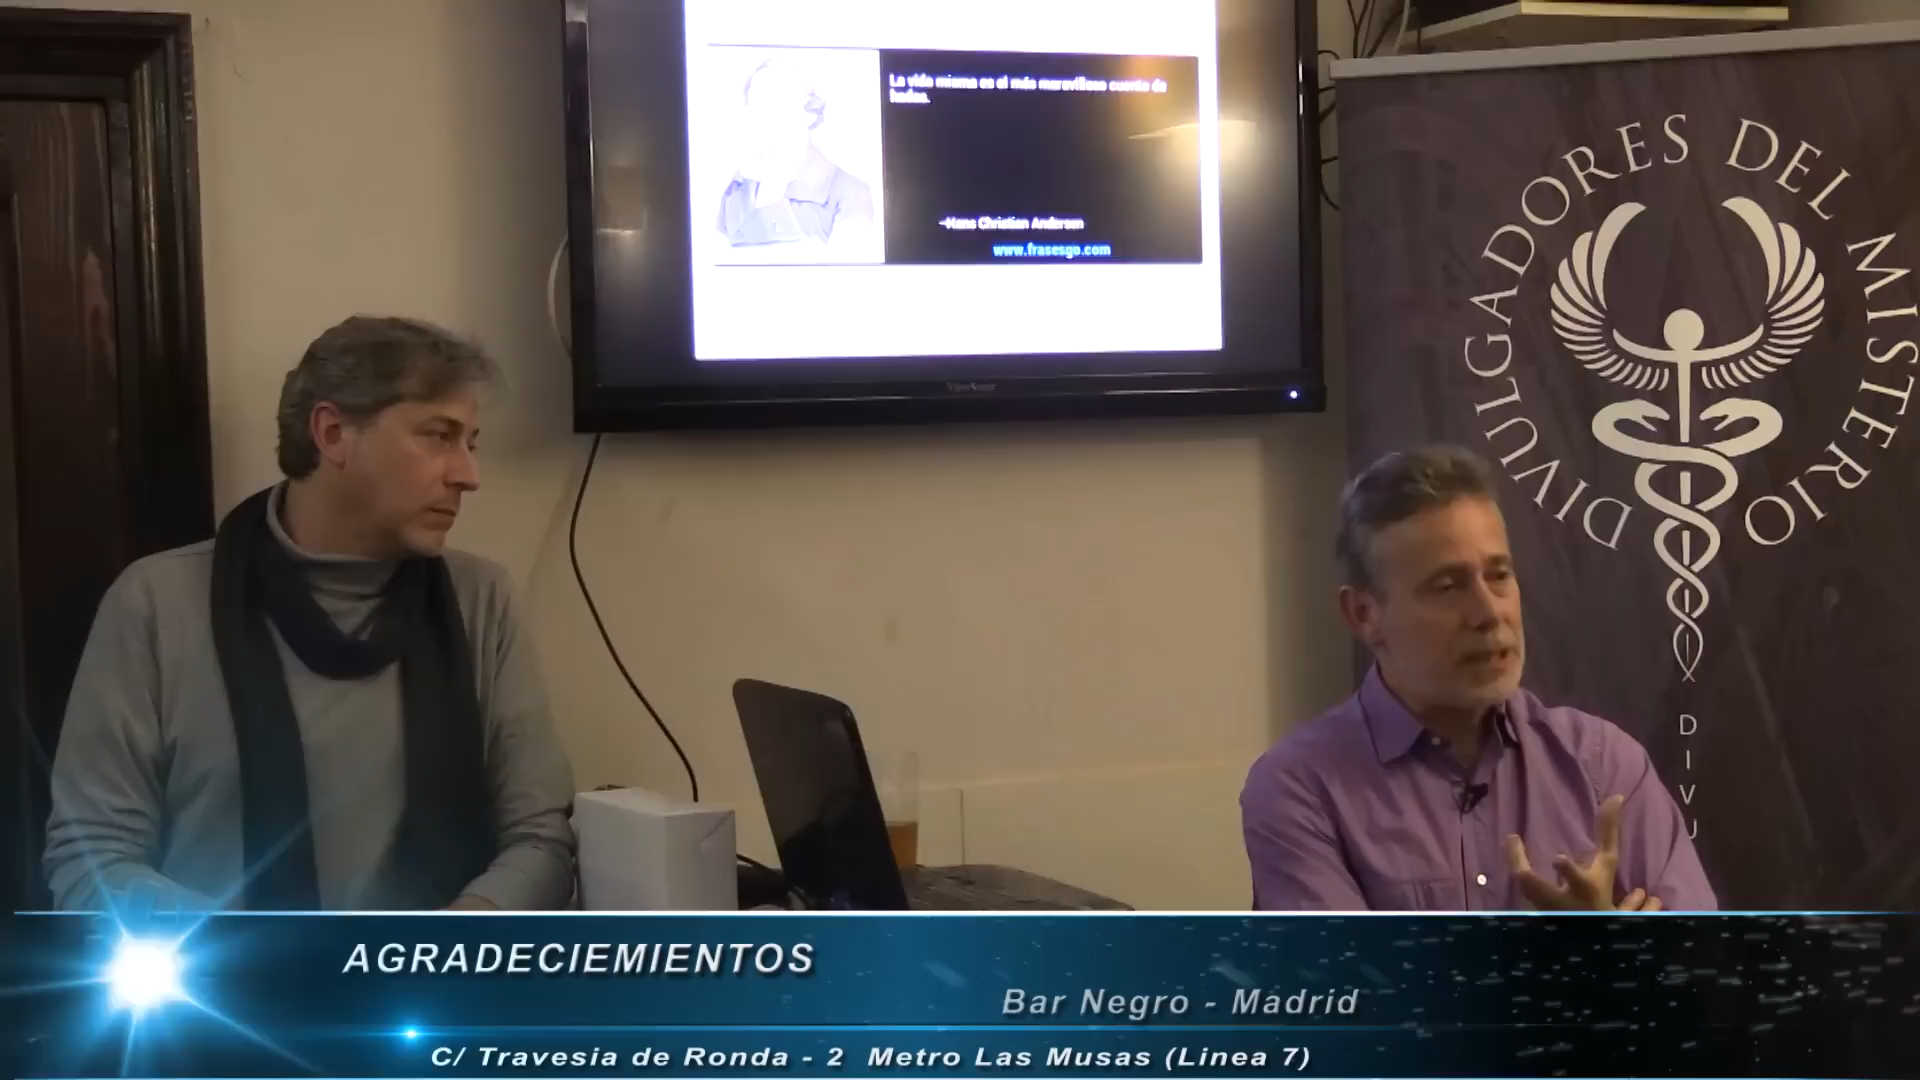 La vida misma es el más maravilloso cuento de
hadas.
–Hans Christian Andersen
www.frasesgo.com
ViewSonic
DIVULGADORES DEL MISTERIO
DIVU
AGRADECIEMIENTOS
Bar Negro - Madrid
C/ Travesia de Ronda - 2 Metro Las Musas (Linea 7)